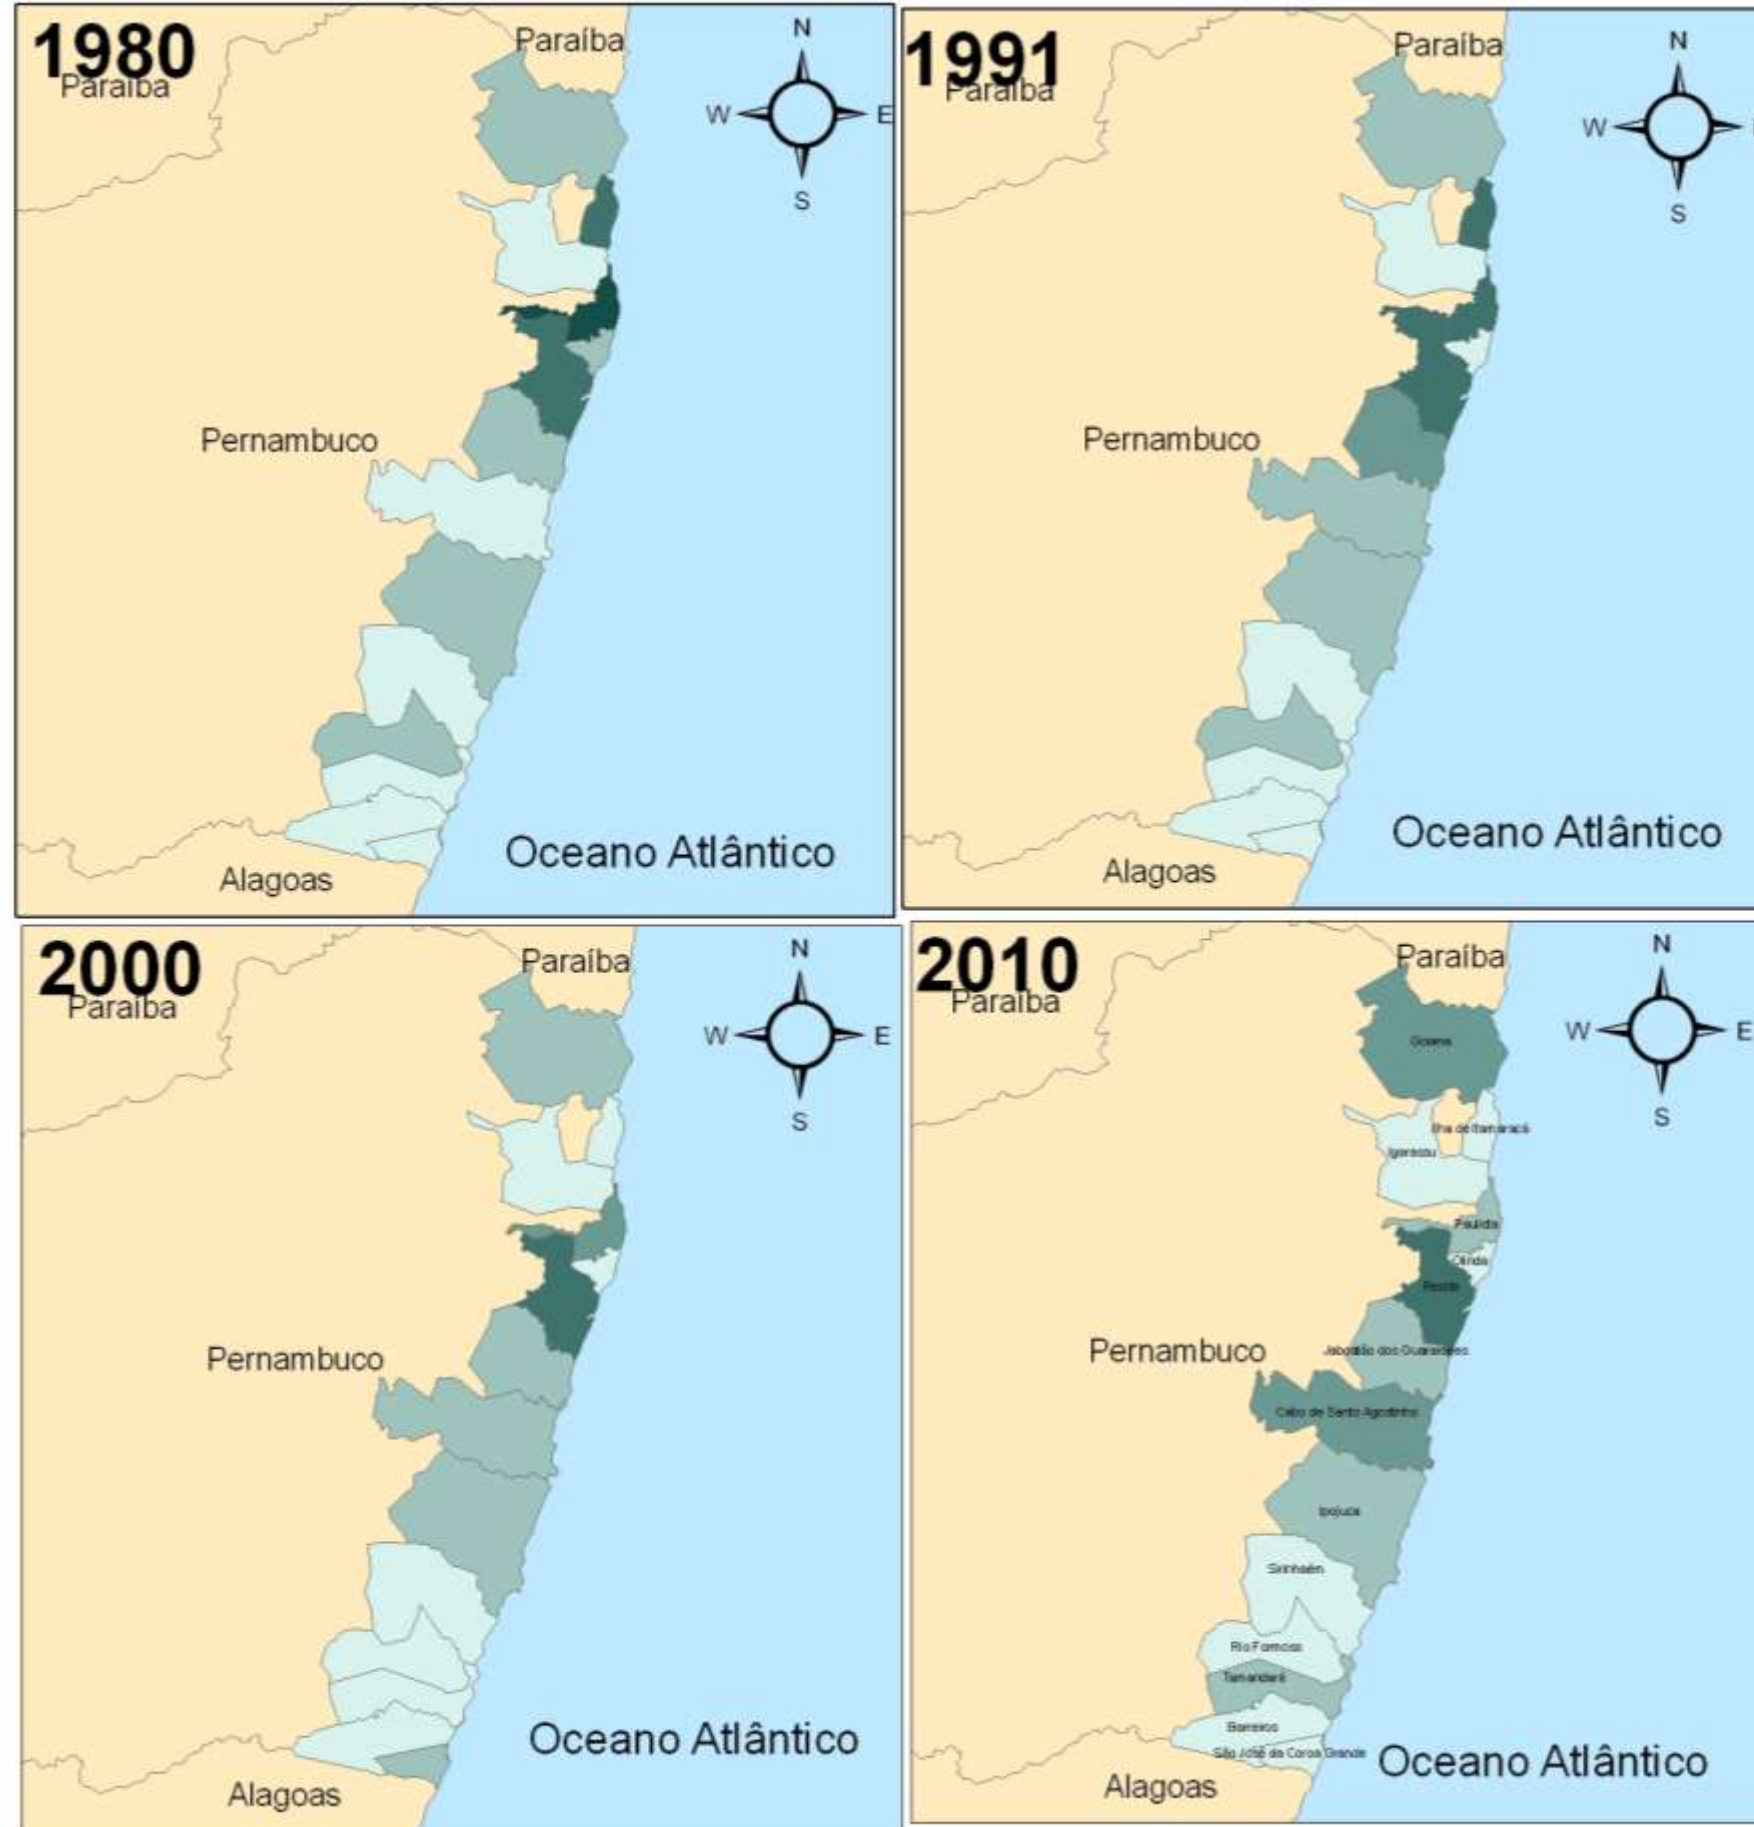 1980
Paraíba
Paraíba
N
W
E
S
Pernambuco
Oceano Atlântico
Alagoas
1991
Paraíba
Paraíba
N
W
S
Pernambuco
Oceano Atlântico
Alagoas
2000
Paraíba
Paraíba
N
W
E
S
Pernambuco
Oceano Atlântico
Alagoas
2010
Paraíba
Paraíba
N
W
E
S
Goiana
Ilha de Itamaracá
Igarassu
Paulista
Olinda
Recife
Pernambuco
Jaboatão dos Guararapes
Cabo de Santo Agostinho
Ipojuca
Sirinhaém
Rio Formoso
Tamandaré
Barreiros
São José da Coroa Grande
Oceano Atlântico
Alagoas